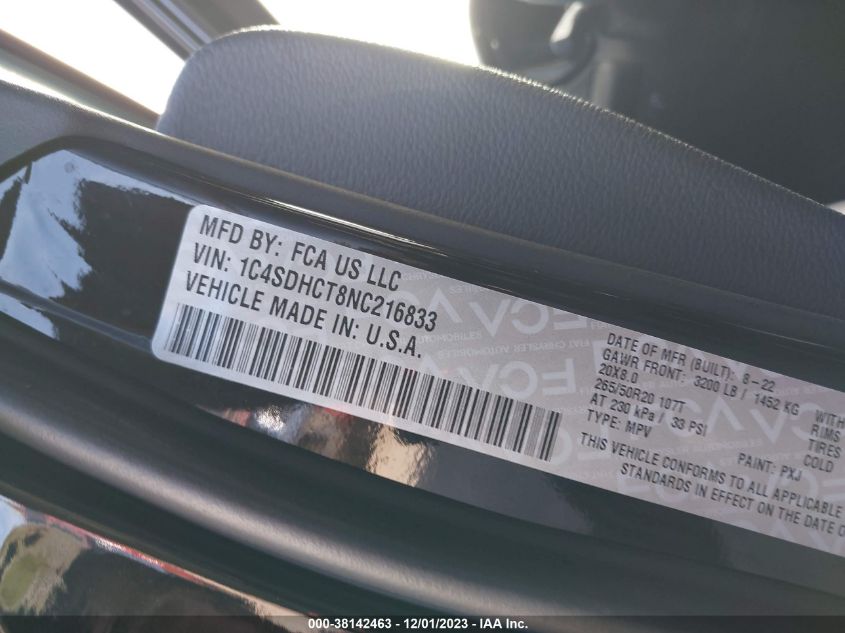 MFD BY: FCA US LLC
VIN: 1C4SDHCT8NC216833
VEHICLE MADE IN: U.S.A.
DATE OF MFR (BUILT): 8-22
GAWR FRONT: 3200 LB / 1452 KG WITH
20X8.0 RIMS
265/50R20 107T TIRES
AT 230 kPa / 33 PSI COLD
TYPE: MPV PAINT: PXJ
THIS VEHICLE CONFORMS TO ALL APPLICABLE
STANDARDS IN EFFECT ON THE DATE
000-38142463 - 12/01/2023 - IAA Inc.